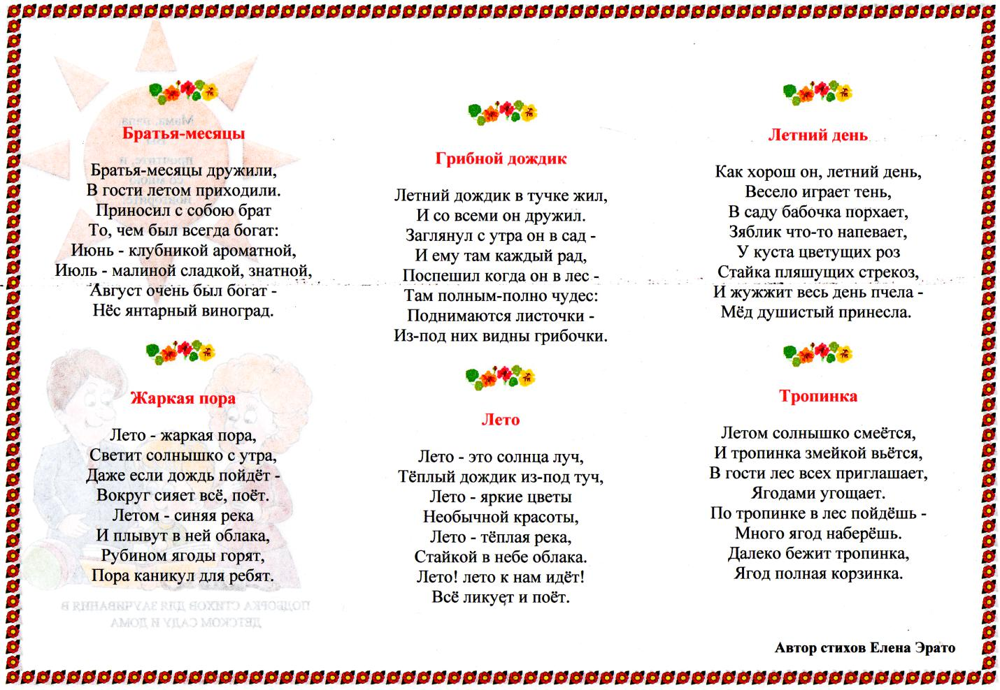 Братья-месяцы
Братья-месяцы дружили,
В гости летом приходили.
Приносил с собою брат
То, чем был всегда богат:
Июнь - клубникой ароматной,
Июль - малиной сладкой, знатной,
Август очень был богат -
Нёс янтарный виноград.
Жаркая пора
Лето - жаркая пора,
Светит солнышко с утра,
Даже если дождь пойдёт -
Вокруг сияет всё, поёт.
Летом - синяя река
И плывут в ней облака,
Рубином ягоды горят,
Пора каникул для ребят.
Грибной дождик
Летний дождик в тучке жил,
И со всеми он дружил.
Заглянул с утра он в сад -
И ему там каждый рад,
Поспешил когда он в лес -
Там полным-полно чудес:
Поднимаются листочки -
Из-под них видны грибочки.
Лето
Лето - это солнца луч,
Тёплый дождик из-под туч,
Лето - яркие цветы
Необычной красоты,
Лето - тёплая река,
Стайкой в небе облака.
Лето! лето к нам идёт!
Всё ликует и поёт.
Летний день
Как хорош он, летний день,
Весело играет тень,
В саду бабочка порхает,
Зяблик что-то напевает,
У куста цветущих роз
Стайка пляшущих стрекоз,
И жужжит весь день пчела -
Мёд душистый принесла.
Тропинка
Летом солнышко смеётся,
И тропинка змейкой вьётся,
В гости лес всех приглашает,
Ягодами угощает.
По тропинке в лес пойдёшь -
Много ягод наберёшь.
Далеко бежит тропинка,
Ягод полная корзинка.
Автор стихов Елена Эрато
ПОДБОРКА СТИХОВ ДЛЯ ЗАУЧИВАНИЯ В
ДЕТСКОМ САДУ И ДОМА